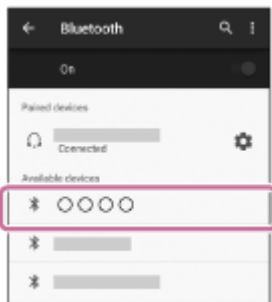 Bluetooth
On
Paired devices
Connected
Available devices
○○○○